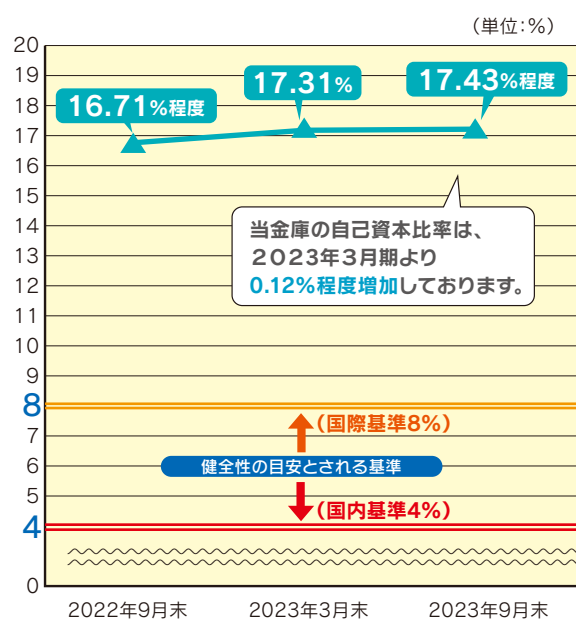 (単位:%)
20
19
18
17
16
15
14
13
12
11
10
9
8
7
6
5
4
0
16.71%程度
17.31%
17.43%程度
当金庫の自己資本比率は、
2023年3月期より
0.12%程度増加しております。
(国際基準8%)
健全性の目安とされる基準
(国内基準4%)
2022年9月末
2023年3月末
2023年9月末